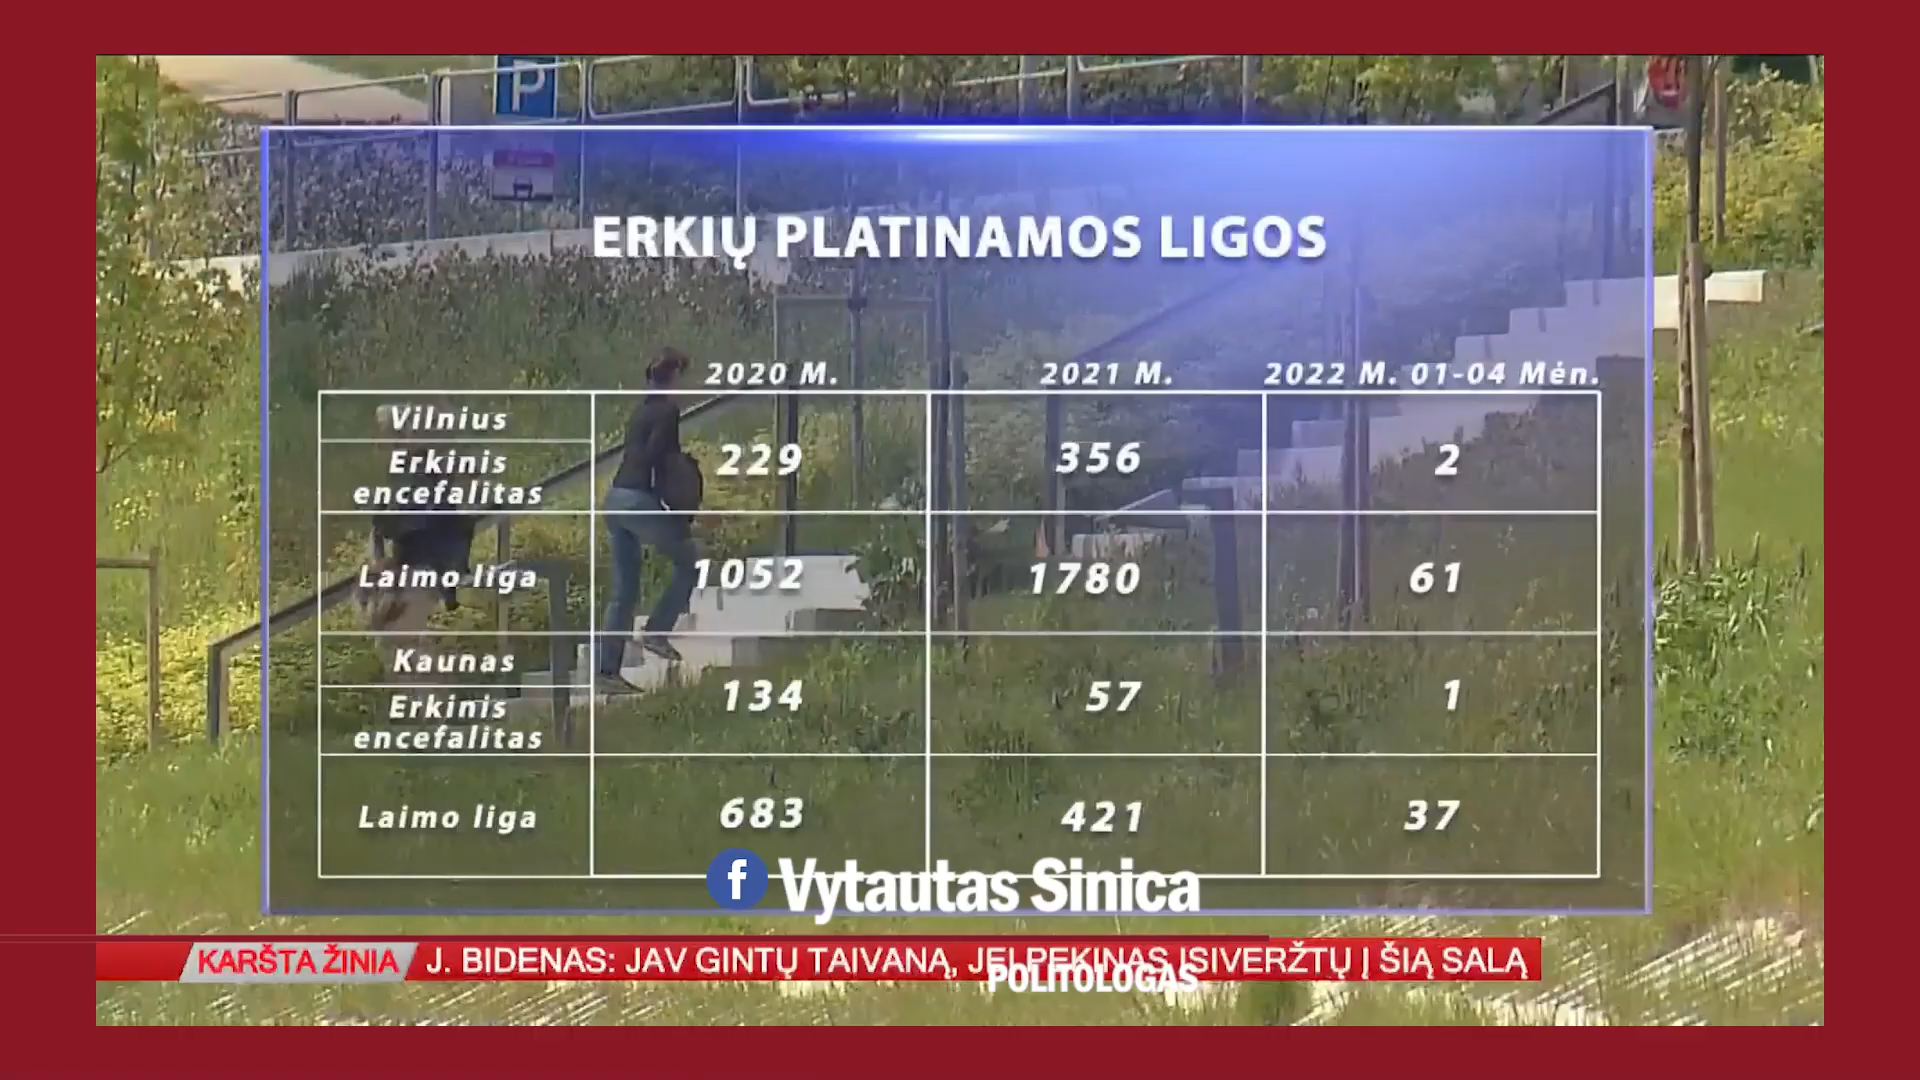 P
ERKIŲ PLATINAMOS LIGOS
2020 M. 2021 M. 2022 M. 01-04 Mėn.
Vilnius
Erkinis
encefalitas
229 356 2
Laimo liga 1052 1780 61
Kaunas
Erkinis
encefalitas
134 57 1
Laimo liga 683 421 37
f Vytautas Sinica
KARŠTA ŽINIA J. BIDENAS: JAV GINTŲ TAIVANĄ, JEI PEKINAS ĮSIVERŽTŲ Į ŠIĄ SALĄ
POLITOLOGAS